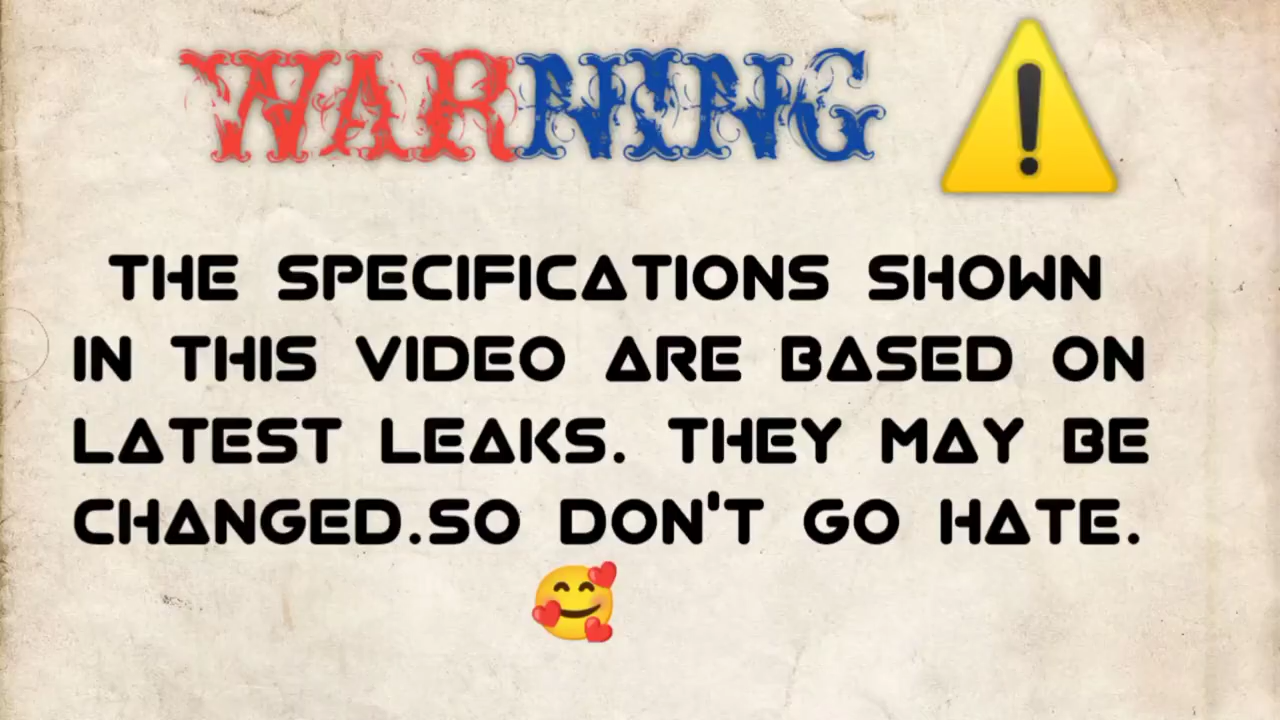 WARNING ⚠️
THE SPECIFICATIONS SHOWN
IN THIS VIDEO ARE BASED ON
LATEST LEAKS. THEY MAY BE
CHANGED.SO DON'T GO HATE.
🥰